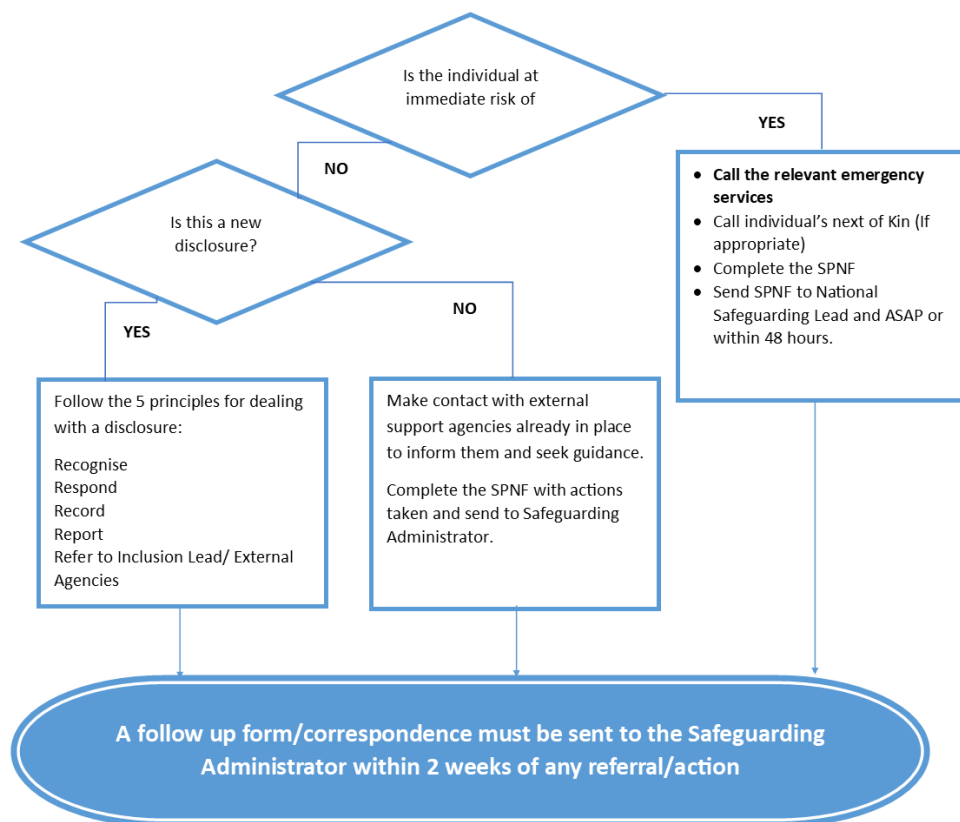 Is the individual at
immediate risk of
YES
NO
Is this a new
disclosure?
YES
NO
• Call the relevant emergency
services
• Call individual's next of Kin (If
appropriate)
• Complete the SPNF
• Send SPNF to National
Safeguarding Lead and ASAP or
within 48 hours.
Follow the 5 principles for dealing
with a disclosure:
Recognise
Respond
Record
Report
Refer to Inclusion Lead/ External
Agencies
Make contact with external
support agencies already in place
to inform them and seek guidance.
Complete the SPNF with actions
taken and send to Safeguarding
Administrator.
A follow up form/correspondence must be sent to the Safeguarding
Administrator within 2 weeks of any referral/action